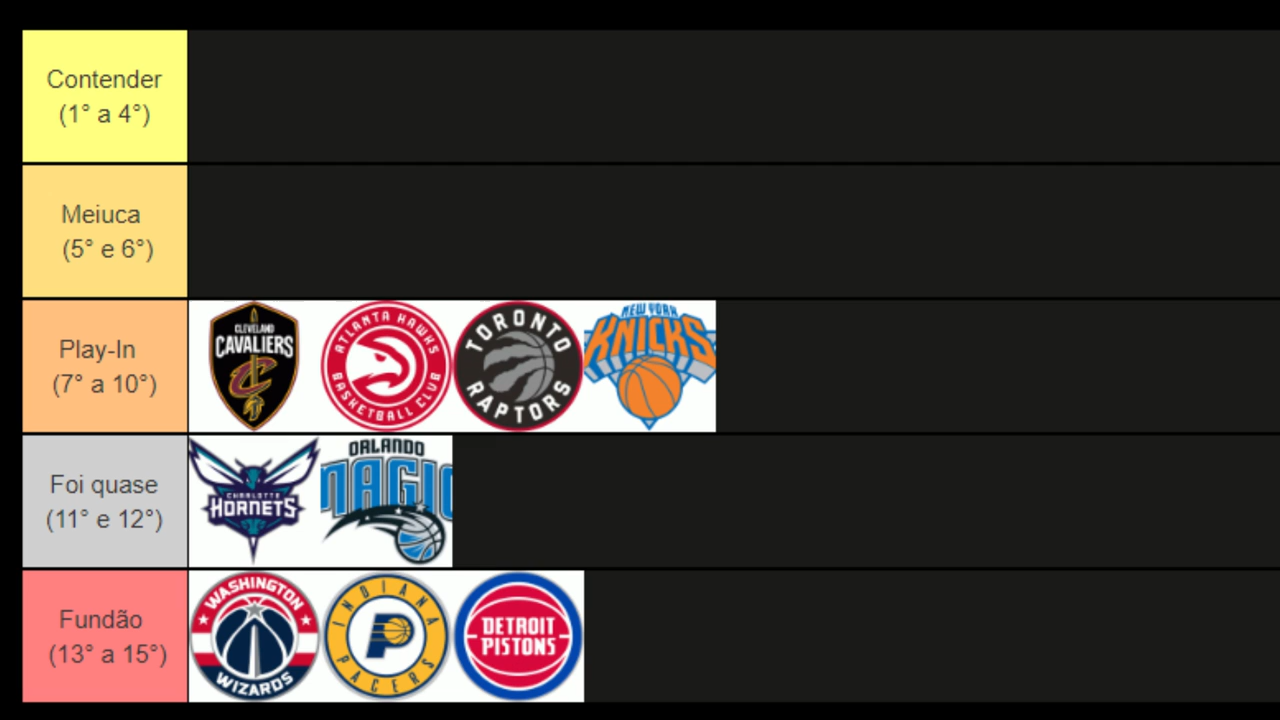 Contender
(1° a 4°)
Meiuca
(5° e 6°)
Play-In
(7° a 10°)
CLEVELAND
CAVALIERS
ATLANTA HAWKS
BASKETBALL CLUB
TORONTO
RAPTORS
NEW YORK
KNICKS
Foi quase
(11° e 12°)
CHARLOTTE
HORNETS
ORLANDO
MAGIC
Fundão
(13° a 15°)
WASHINGTON
WIZARDS
INDIANA
P
PACERS
DETROIT
PISTONS